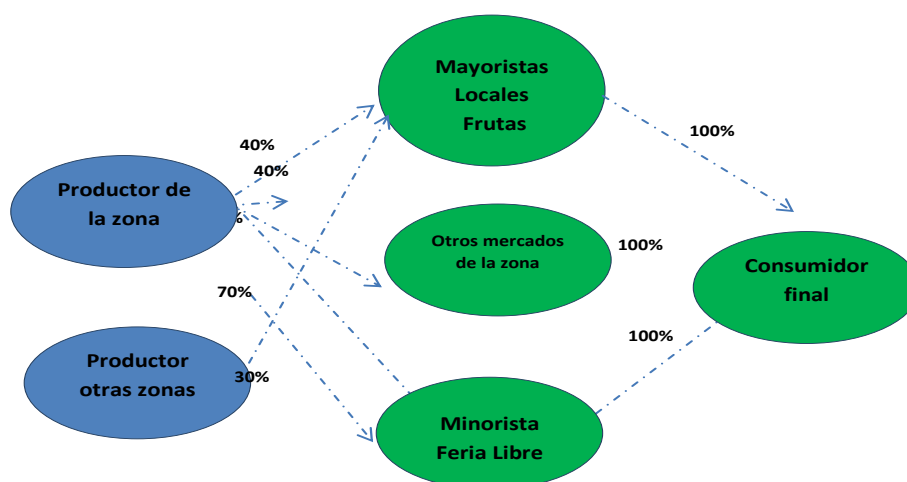 Mayoristas
Locales
Frutas
100%
40%
40%
Productor de
la zona
%
Otros mercados
de la zona
100%
Consumidor
final
70%
100%
Productor
otras zonas
30%
Minorista
Feria Libre